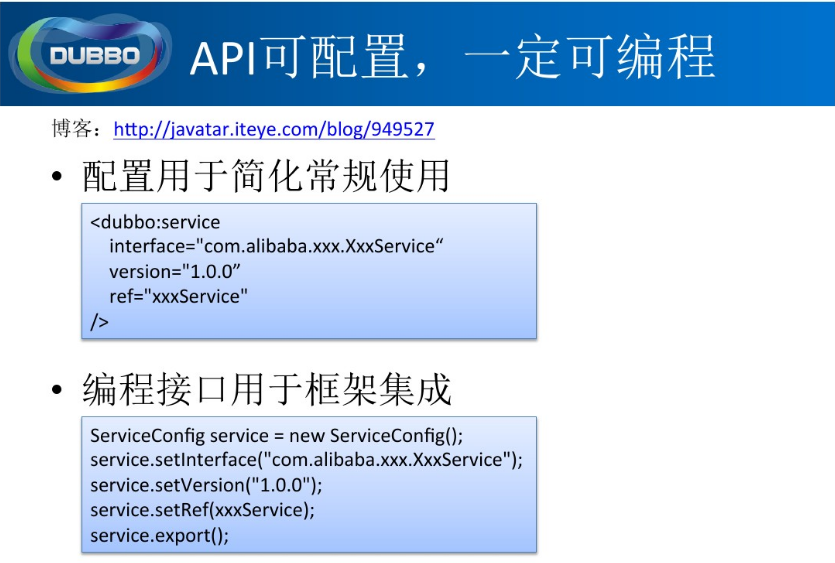 DUBBO
API可配置，一定可编程
博客：http://javatar.iteye.com/blog/949527
• 配置用于简化常规使用
<dubbo:service
interface="com.alibaba.xxx.XxxService“
version="1.0.0”
ref="xxxService"
/>
• 编程接口用于框架集成
ServiceConfig service = new ServiceConfig();
service.setInterface("com.alibaba.xxx.XxxService");
service.setVersion("1.0.0");
service.setRef(xxxService);
service.export();